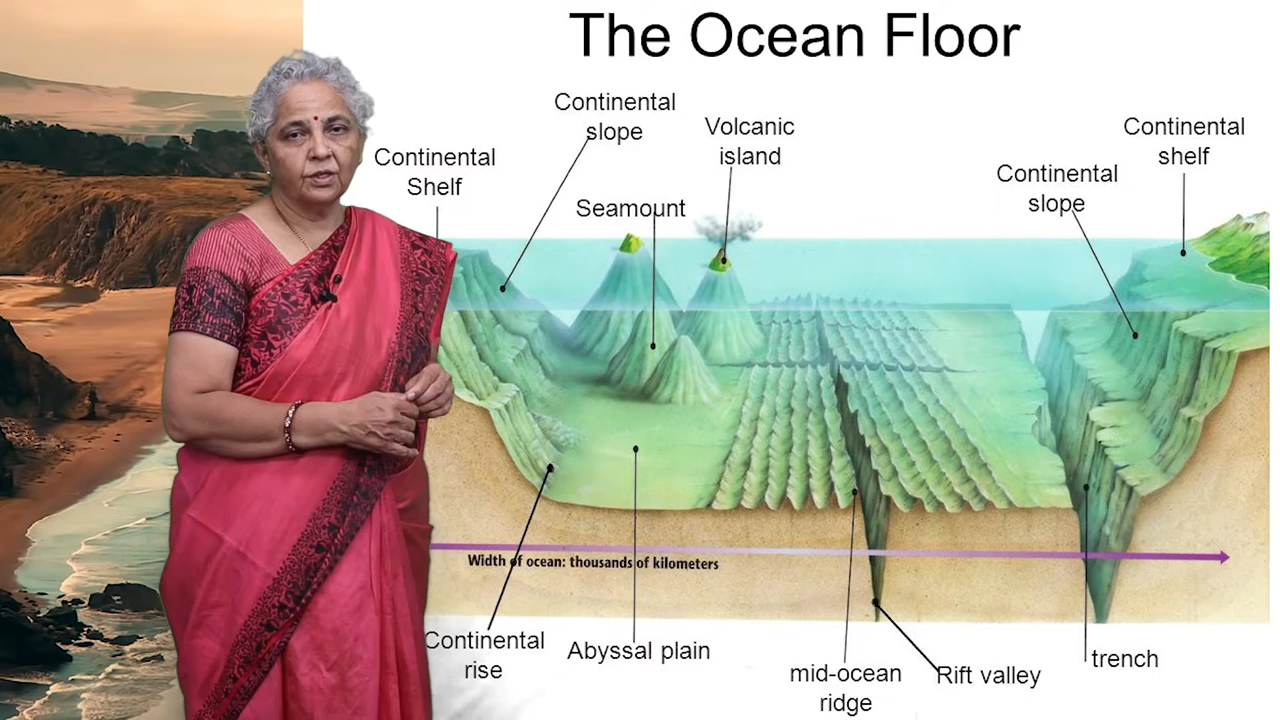 The Ocean Floor
Continental
slope
Volcanic
island
Continental
shelf
Continental
Shelf
Continental
slope
Seamount
Width of ocean: thousands of kilometers
Continental
rise
Abyssal plain
mid-ocean
ridge
Rift valley
trench